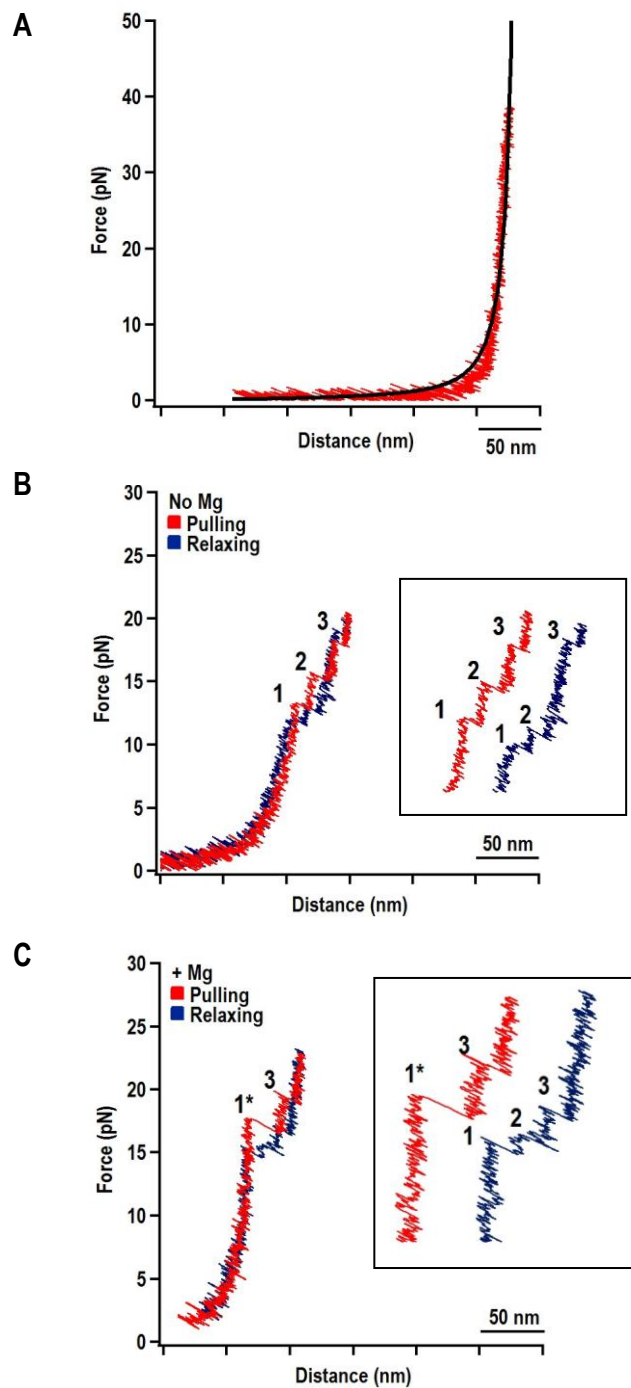 A
Force (pN)
50
40
30
20
10
0
Distance (nm)
50 nm
B
No Mg
Pulling
Relaxing
Force (pN)
30
25
20
15
10
5
0
1
2
3
1
2
3
1
2
3
50 nm
Distance (nm)
C
+ Mg
Pulling
Relaxing
Force (pN)
30
25
20
15
10
5
0
1*
3
1*
3
1
2
3
50 nm
Distance (nm)